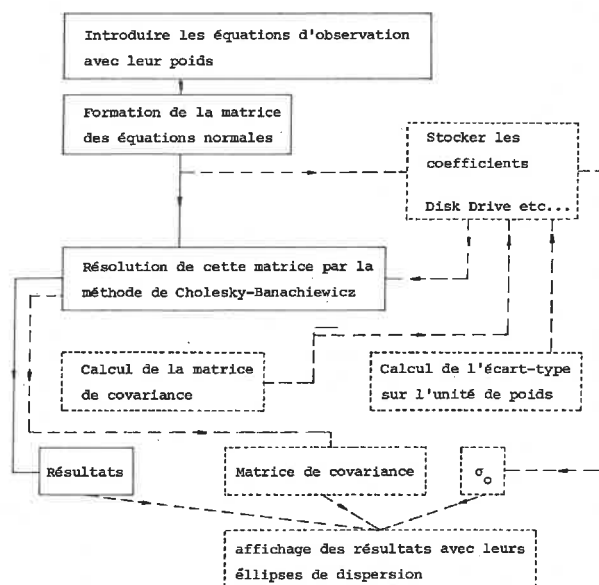 Introduire les équations d'observation
avec leur poids
Formation de la matrice
des équations normales
Stocker les
coefficients
Disk Drive etc...
Résolution de cette matrice par la
méthode de Cholesky-Banachiewicz
Calcul de la matrice
de covariance
Calcul de l'écart-type
sur l'unité de poids
Résultats
Matrice de covariance
σo
affichage des résultats avec leurs
éllipses de dispersion